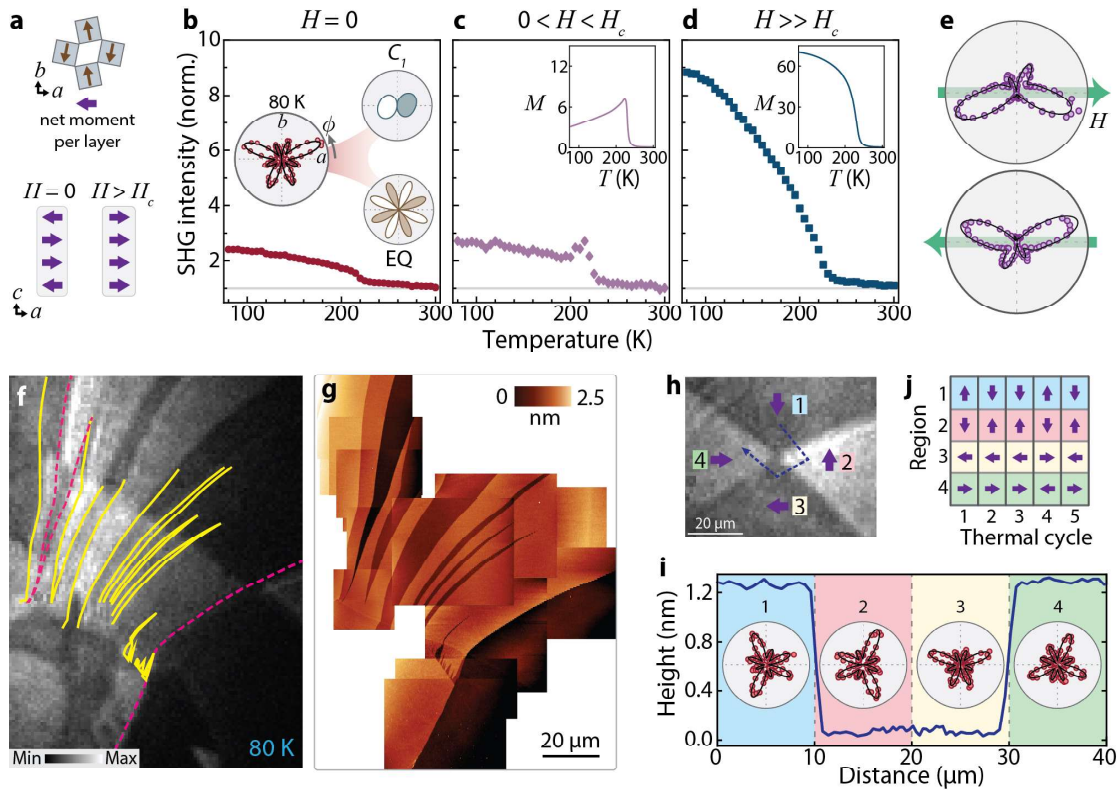 a
b
a
net moment
per layer
H = 0
H > Hc
c
a
b
H = 0
SHG intensity (norm.)
10
8
6
4
2
80 K
b
ϕ
a
C1
EQ
100
200
300
c
0 < H < Hc
M
12
6
0
100
200
300
T (K)
100
200
300
Temperature (K)
d
H >> Hc
M
60
30
0
100
200
300
T (K)
100
200
300
e
H
f
Min
Max
80 K
g
0
2.5
nm
20 μm
h
1
2
3
4
20 μm
j
Region
1
2
3
4
1
2
3
4
5
Thermal cycle
i
Height (nm)
1.2
0.8
0.4
0.0
1
2
3
4
0
10
20
30
40
Distance (μm)